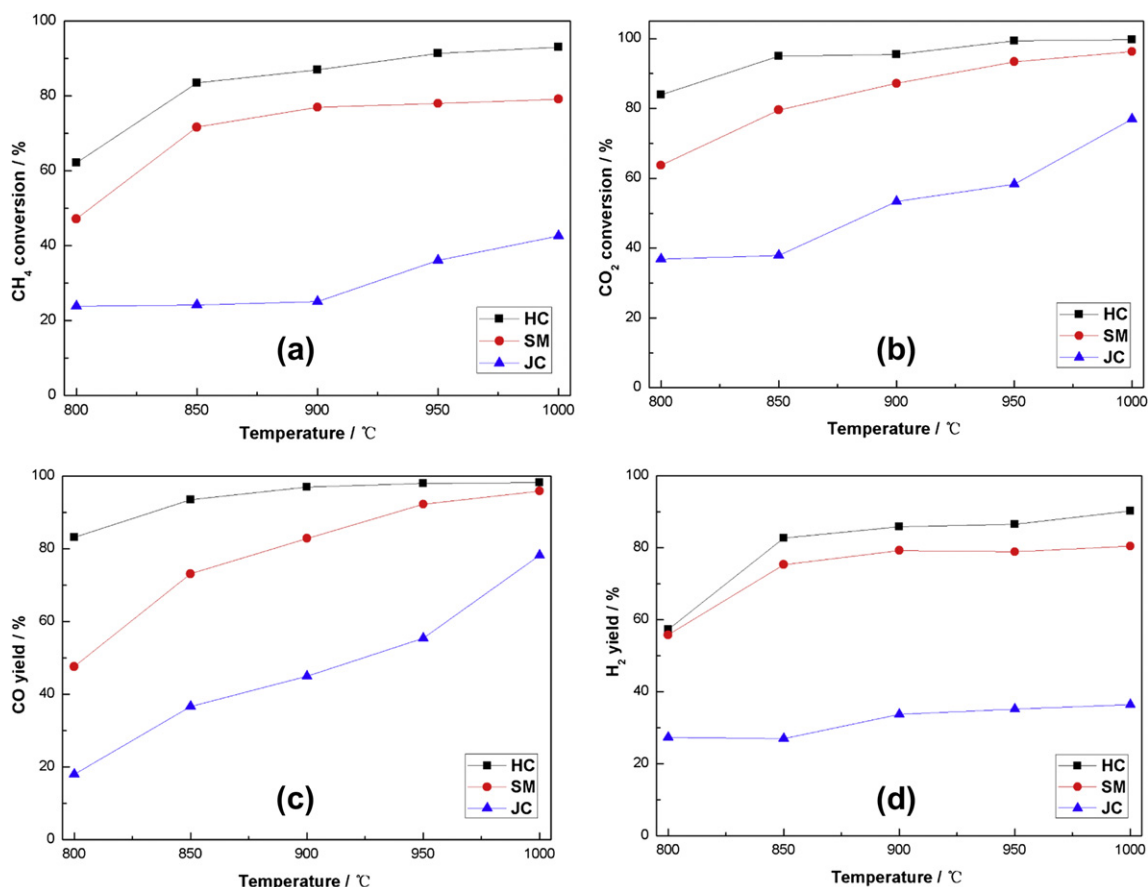 100
80
60
40
20
0
CH4 conversion / %
800 850 900 950 1000
Temperature / ℃
(a)
HC
SM
JC
100
80
60
40
20
0
CO2 conversion / %
800 850 900 950 1000
Temperature / ℃
(b)
HC
SM
JC
100
80
60
40
20
0
CO yield / %
800 850 900 950 1000
Temperature / ℃
(c)
HC
SM
JC
100
80
60
40
20
0
H2 yield / %
800 850 900 950 1000
Temperature / ℃
(d)
HC
SM
JC